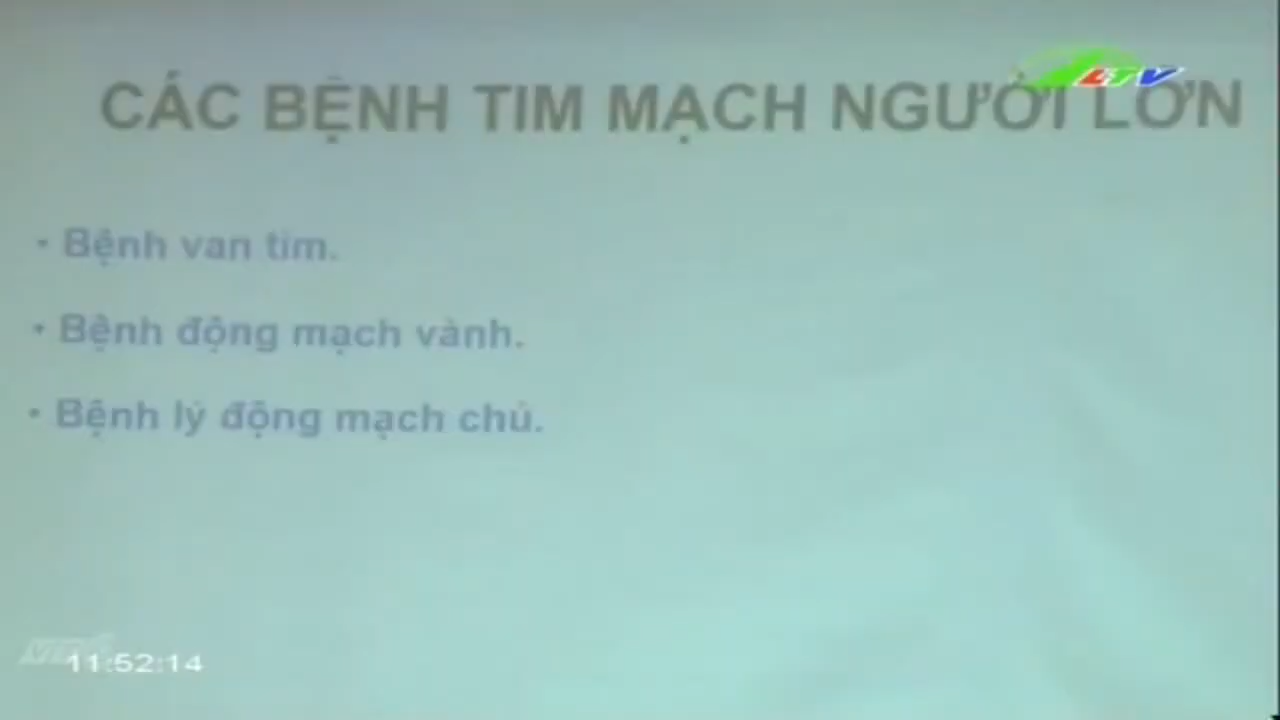 LTV
CÁC BỆNH TIM MẠCH NGƯỜI LỚN
• Bệnh van tim.
• Bệnh động mạch vành.
• Bệnh lý động mạch chủ.
11:52:14